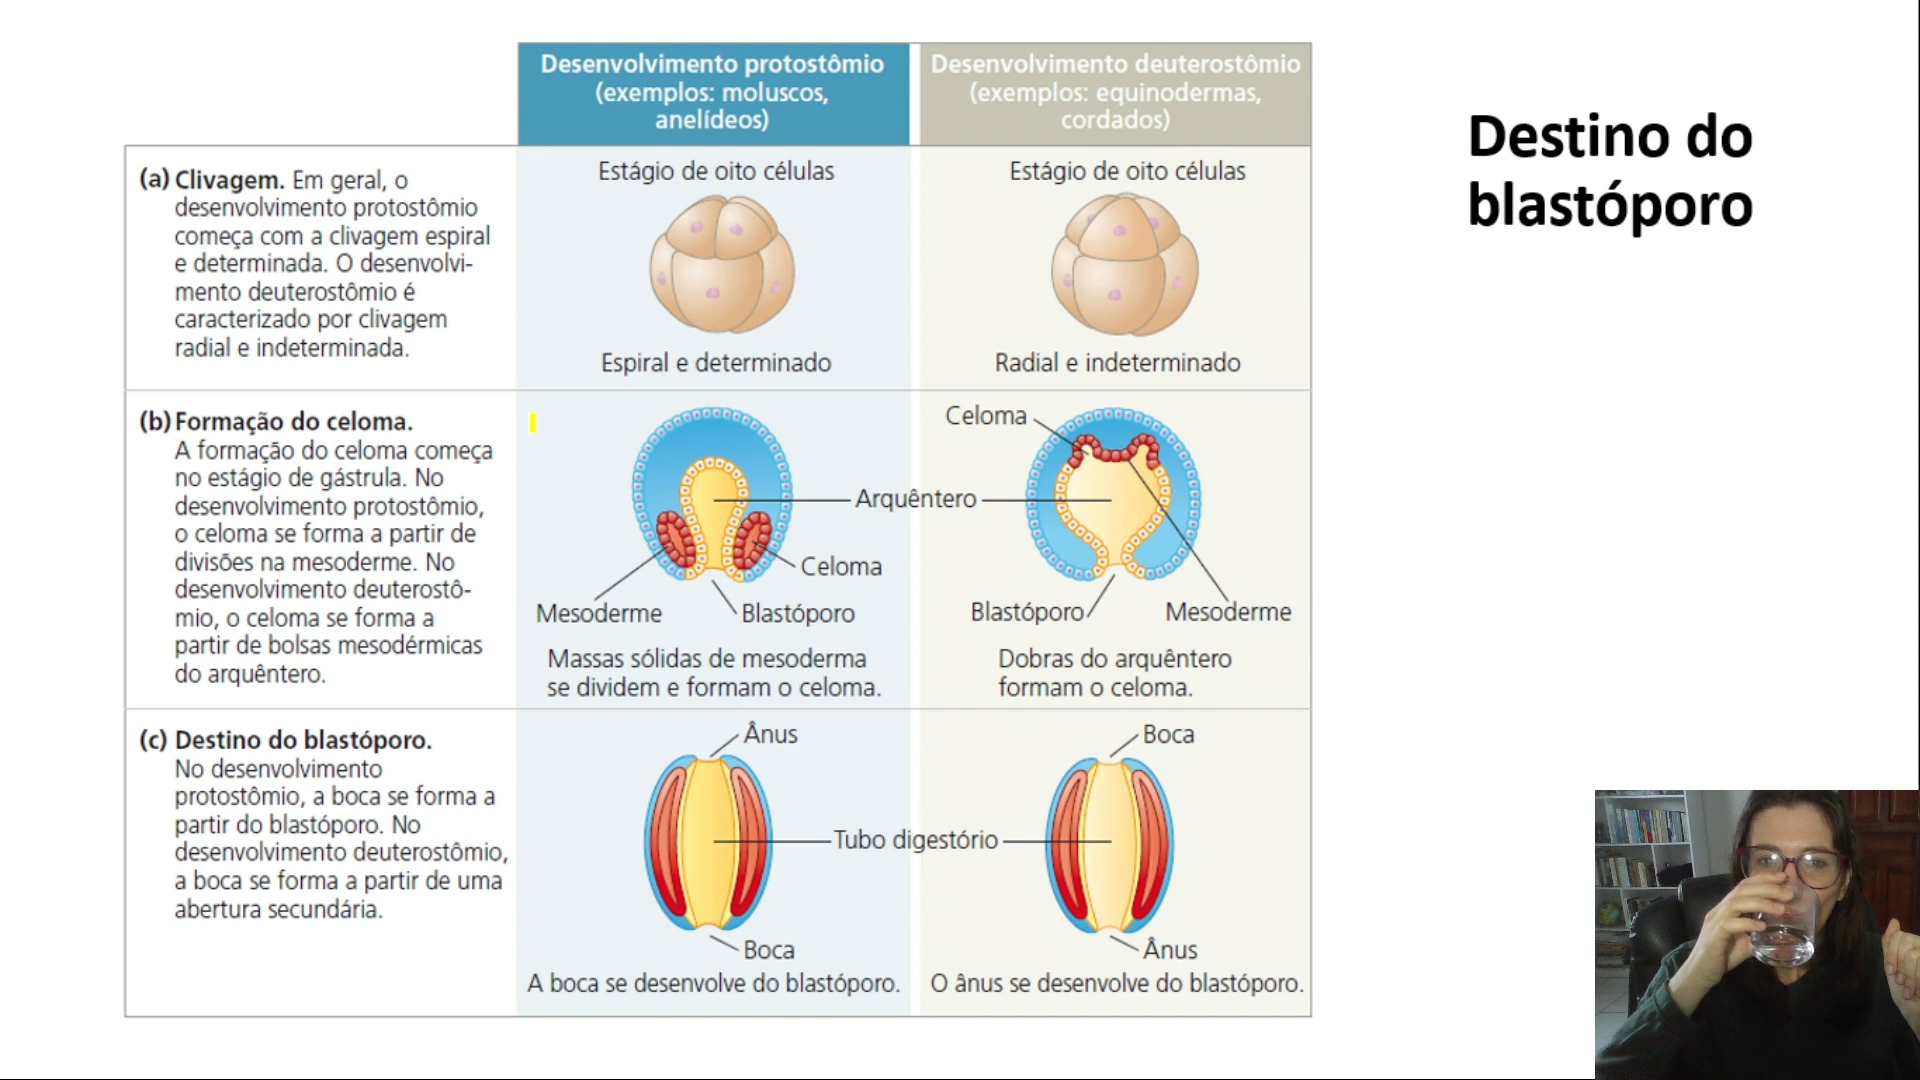 Desenvolvimento protostômio
(exemplos: moluscos,
anelídeos)
Desenvolvimento deuterostômio
(exemplos: equinodermas,
cordados)
Destino do
blastóporo
(a) Clivagem. Em geral, o
desenvolvimento protostômio
começa com a clivagem espiral
e determinada. O desenvolvi-
mento deuterostômio é
caracterizado por clivagem
radial e indeterminada.
Estágio de oito células
Espiral e determinado
Estágio de oito células
Radial e indeterminado
(b) Formação do celoma.
A formação do celoma começa
no estágio de gástrula. No
desenvolvimento protostômio,
o celoma se forma a partir de
divisões na mesoderme. No
desenvolvimento deuterostô-
mio, o celoma se forma a
partir de bolsas mesodérmicas
do arquêntero.
Celoma
Arquêntero
Celoma
Mesoderme
Blastóporo
Blastóporo
Mesoderme
Massas sólidas de mesoderma
se dividem e formam o celoma.
Dobras do arquêntero
formam o celoma.
(c) Destino do blastóporo.
No desenvolvimento
protostômio, a boca se forma a
partir do blastóporo. No
desenvolvimento deuterostômio,
a boca se forma a partir de uma
abertura secundária.
Ânus
Boca
Tubo digestório
Boca
Ânus
A boca se desenvolve do blastóporo.
O ânus se desenvolve do blastóporo.